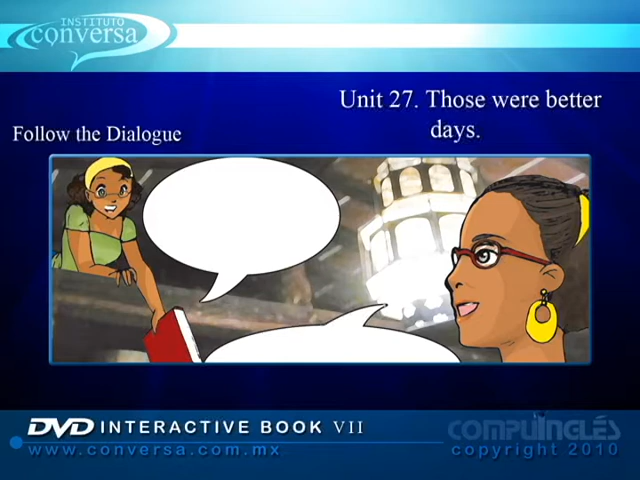 INSTITUTO
conversa
Unit 27. Those were better
days.
Follow the Dialogue
DVD INTERACTIVE BOOK VII
COMPUINGLÉS
www.conversa.com.mx
copyright 2010